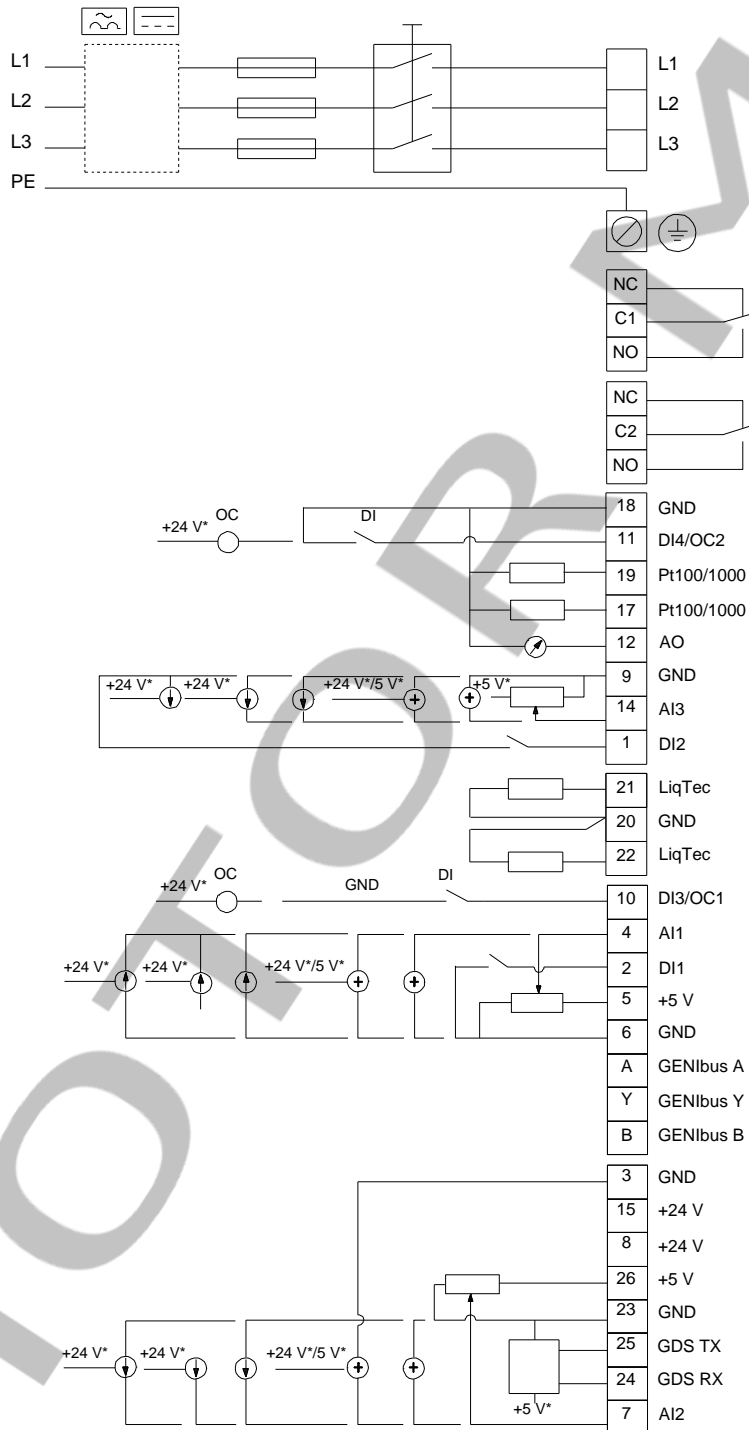 L1 L1
L2 L2
L3 L3
PE
NC
C1
NO
NC
C2
NO
18 GND
+24 V* OC DI 11 DI4/OC2
19 Pt100/1000
17 Pt100/1000
12 AO
9 GND
+24 V* +24 V* +24 V*/5 V* +5 V*
14 AI3
1 DI2
21 LiqTec
20 GND
22 LiqTec
+24 V* OC GND DI 10 DI3/OC1
4 AI1
2 DI1
+24 V* +24 V* +24 V*/5 V*
5 +5 V
6 GND
A GENIbus A
Y GENIbus Y
B GENIbus B
3 GND
15 +24 V
8 +24 V
26 +5 V
23 GND
25 GDS TX
+24 V* +24 V* +24 V*/5 V*
24 GDS RX
+5 V*
7 AI2